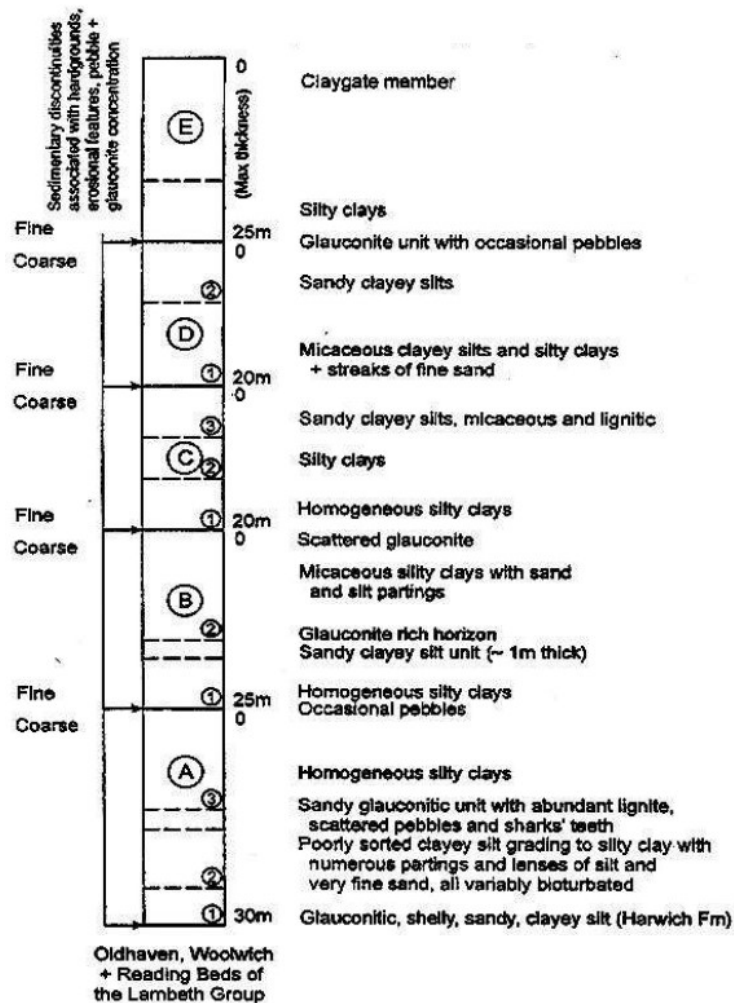 Sedimentary discontinuities
associated with hardgrounds,
erosional features, pebble +
glauconite concentration
0
(Max thickness)
Claygate member
E
Silty clays
Fine
25m
Glauconite unit with occasional pebbles
Coarse
0
2
Sandy clayey silts
D
Micaceous clayey silts and silty clays
+ streaks of fine sand
Fine
1
20m
Coarse
0
3
Sandy clayey silts, micaceous and lignitic
C
2
Silty clays
Homogeneous silty clays
Fine
1
20m
Coarse
0
Scattered glauconite
Micaceous sility clays with sand
and silt partings
B
2
Glauconite rich horizon
Sandy clayey silt unit (~ 1m thick)
Fine
1
25m
Homogeneous silty clays
Occasional pebbles
Coarse
0
A
Homogeneous silty clays
3
Sandy glauconitic unit with abundant lignite,
scattered pebbles and sharks' teeth
Poorly sorted clayey silt grading to silty clay with
numerous partings and lenses of silt and
very fine sand, all variably bioturbated
2
1
30m
Glauconitic, shelly, sandy, clayey silt (Harwich Fm)
Oldhaven, Woolwich
+ Reading Beds of
the Lambeth Group